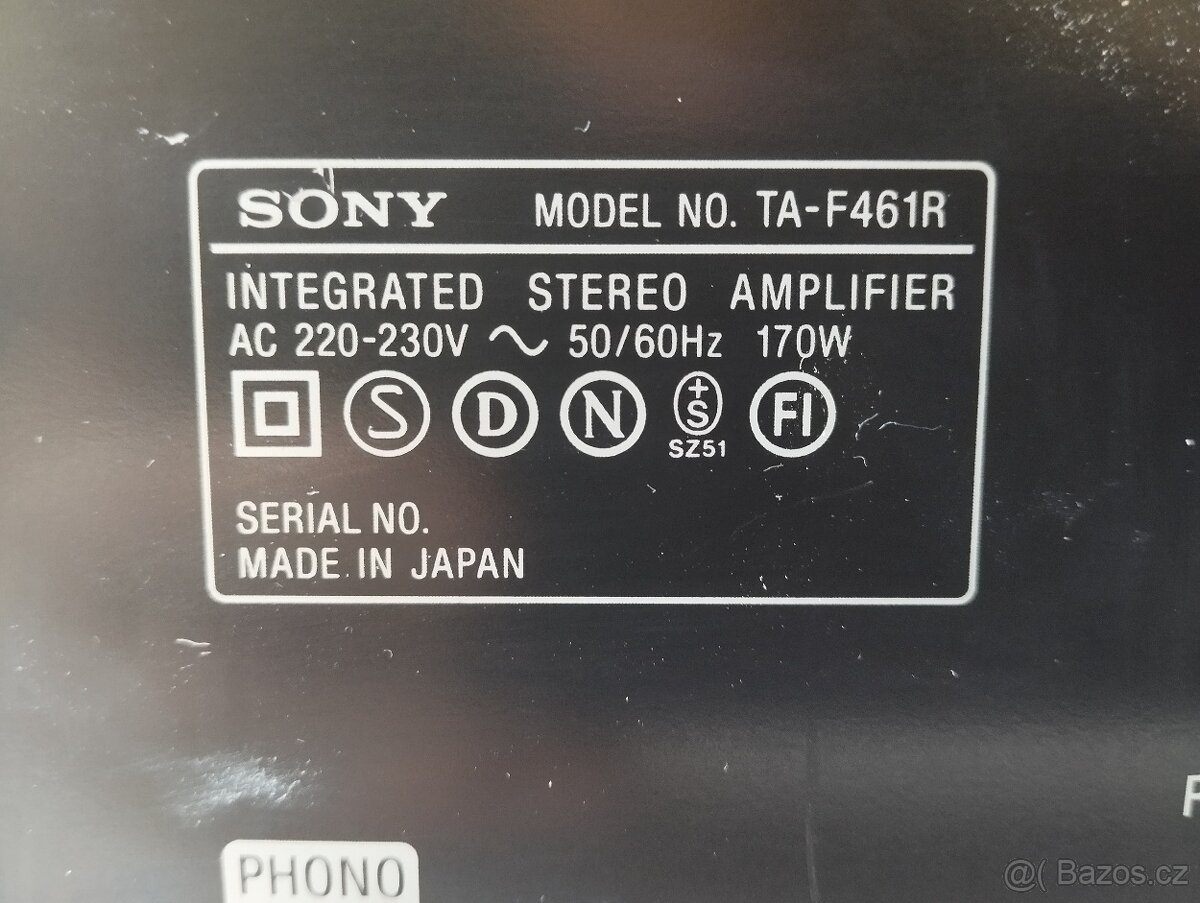 SONY MODEL NO. TA-F461R
INTEGRATED STEREO AMPLIFIER
AC 220-230V ~ 50/60Hz 170W
S D N +S FI
SZ51
SERIAL NO.
MADE IN JAPAN
PHONO
@( Bazos.cz